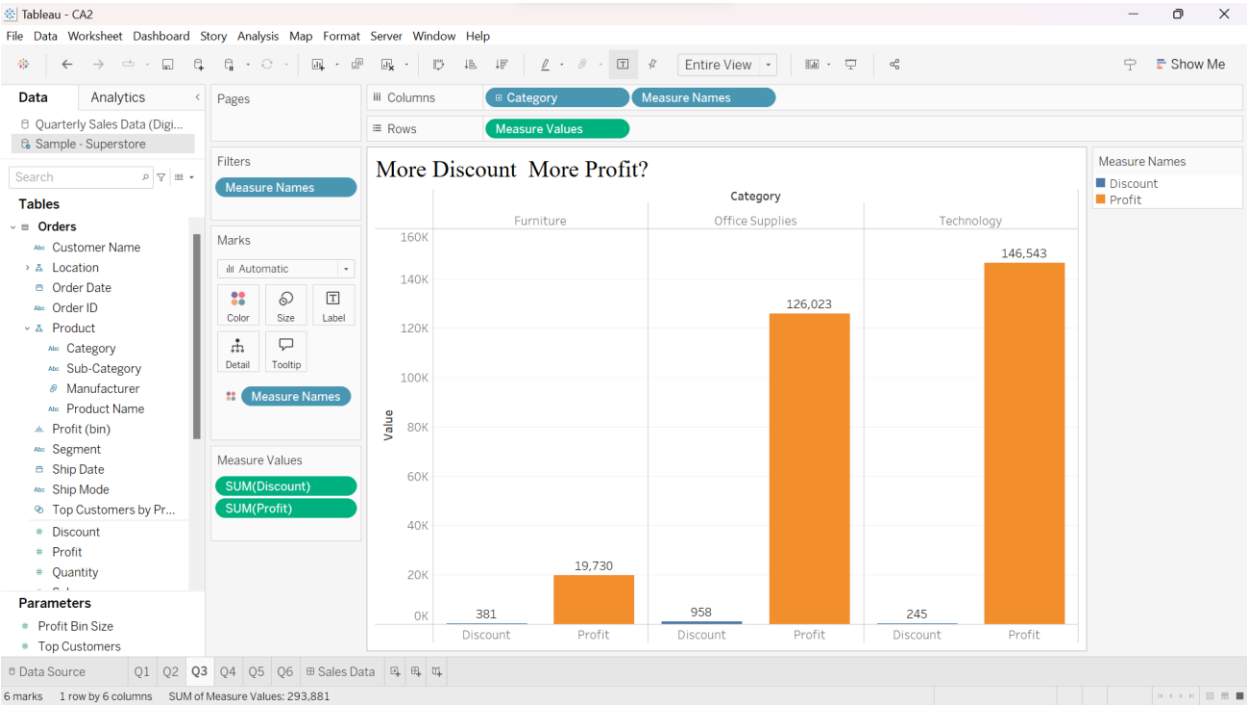 Tableau - CA2
File Data Worksheet Dashboard Story Analysis Map Format Server Window Help
Entire View
Show Me
Data Analytics
Quarterly Sales Data (Digi...
Sample - Superstore
Search
Tables
Orders
Abc Customer Name
Location
Order Date
Abc Order ID
Product
Abc Category
Abc Sub-Category
Manufacturer
Abc Product Name
Profit (bin)
Abc Segment
Ship Date
Abc Ship Mode
Top Customers by Pr...
# Discount
# Profit
# Quantity
Parameters
# Profit Bin Size
# Top Customers
Pages
Filters
Measure Names
Marks
Automatic
Color Size Label
Detail Tooltip
Measure Names
Measure Values
SUM(Discount)
SUM(Profit)
Columns Category Measure Names
Rows Measure Values
More Discount More Profit?
Category
Furniture Office Supplies Technology
Value
160K
140K
120K
100K
80K
60K
40K
20K
0K
381 19,730 958 126,023 245 146,543
Discount Profit Discount Profit Discount Profit
Measure Names
Discount
Profit
Data Source Q1 Q2 Q3 Q4 Q5 Q6 Sales Data
6 marks 1 row by 6 columns SUM of Measure Values: 293,881